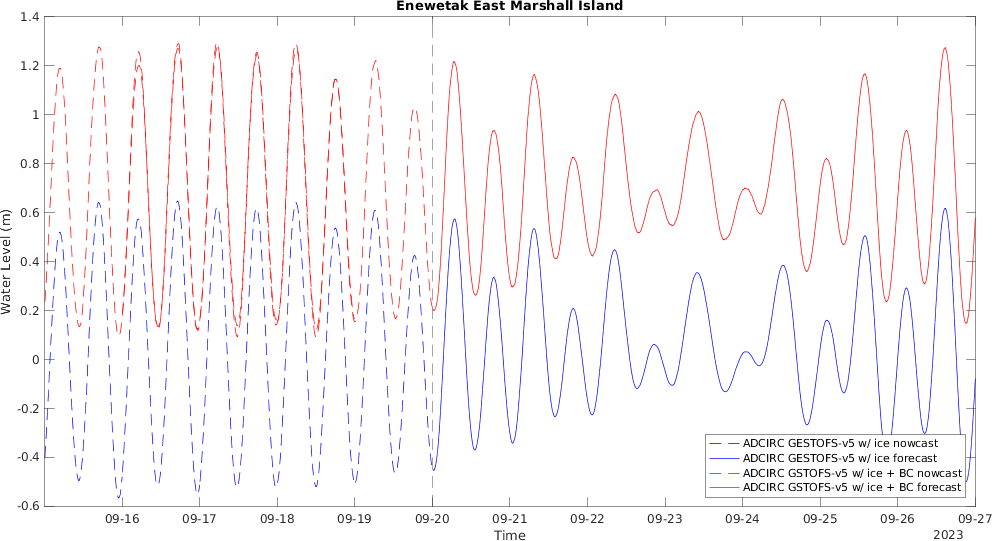 Enewetak East Marshall Island
1.4
1.2
1
0.8
0.6
0.4
0.2
0
-0.2
-0.4
-0.6
Water Level (m)
ADCIRC GESTOFS-v5 w/ ice nowcast
ADCIRC GESTOFS-v5 w/ ice forecast
ADCIRC GSTOFS-v5 w/ ice + BC nowcast
ADCIRC GSTOFS-v5 w/ ice + BC forecast
09-16 09-17 09-18 09-19 09-20 09-21 09-22 09-23 09-24 09-25 09-26 09-27
Time
2023